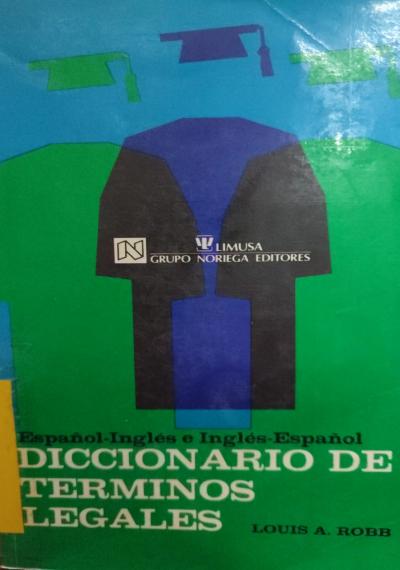 LIMUSA
GRUPO NORIEGA EDITORES
Español-Inglés e Inglés-Español
DICCIONARIO DE
TERMINOS
LEGALES
LOUIS A. ROBB